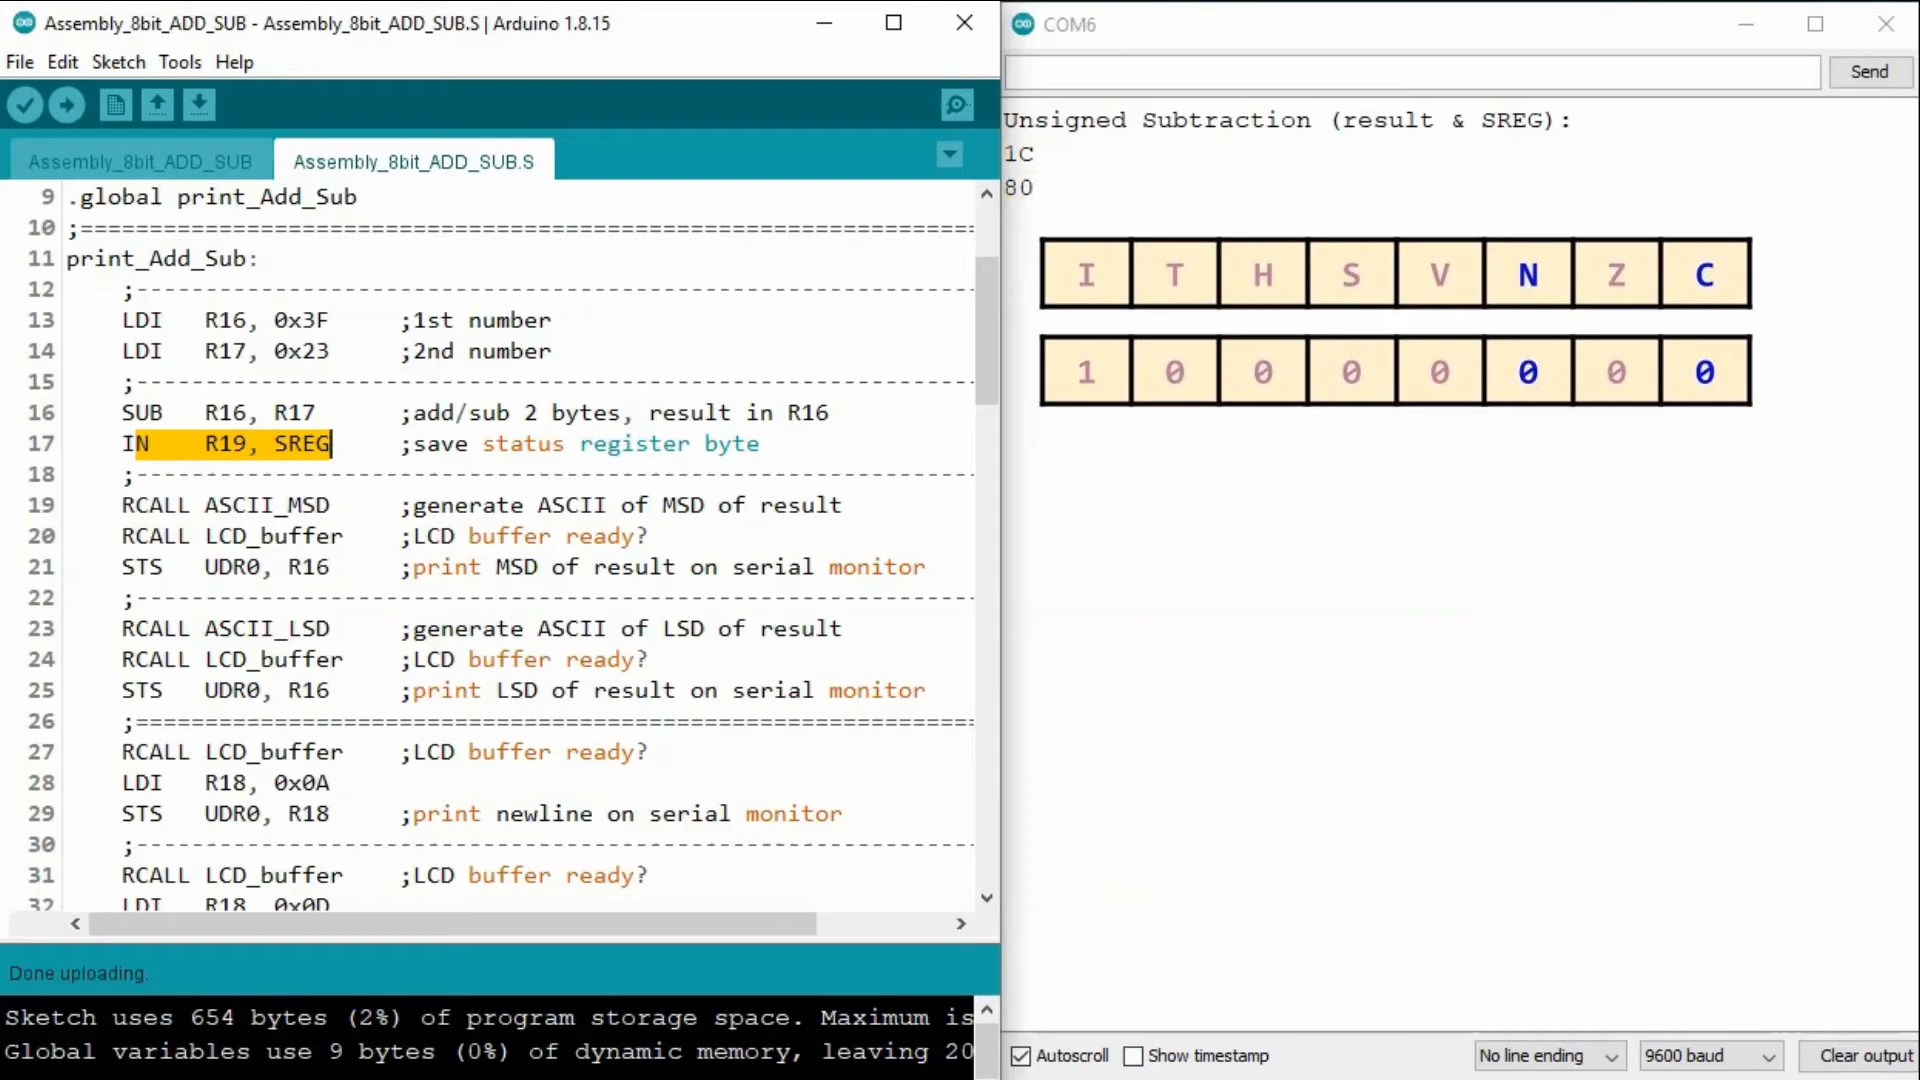 Assembly_8bit_ADD_SUB - Assembly_8bit_ADD_SUB.S | Arduino 1.8.15
File Edit Sketch Tools Help
Assembly_8bit_ADD_SUB Assembly_8bit_ADD_SUB.S
9 .global print_Add_Sub
10 ;=================================================================
11 print_Add_Sub:
12 ;-------------------------------------------------------------
13 LDI R16, 0x3F ;1st number
14 LDI R17, 0x23 ;2nd number
15 ;-------------------------------------------------------------
16 SUB R16, R17 ;add/sub 2 bytes, result in R16
17 IN R19, SREG ;save status register byte
18 ;-------------------------------------------------------------
19 RCALL ASCII_MSD ;generate ASCII of MSD of result
20 RCALL LCD_buffer ;LCD buffer ready?
21 STS UDR0, R16 ;print MSD of result on serial monitor
22 ;-------------------------------------------------------------
23 RCALL ASCII_LSD ;generate ASCII of LSD of result
24 RCALL LCD_buffer ;LCD buffer ready?
25 STS UDR0, R16 ;print LSD of result on serial monitor
26 ;=============================================================
27 RCALL LCD_buffer ;LCD buffer ready?
28 LDI R18, 0x0A
29 STS UDR0, R18 ;print newline on serial monitor
30 ;-------------------------------------------------------------
31 RCALL LCD_buffer ;LCD buffer ready?
32 LDI R18, 0x0D
Done uploading.
Sketch uses 654 bytes (2%) of program storage space. Maximum is
Global variables use 9 bytes (0%) of dynamic memory, leaving 20
COM6
Send
Unsigned Subtraction (result & SREG):
1C
80
I T H S V N Z C
1 0 0 0 0 0 0 0
Autoscroll Show timestamp No line ending 9600 baud Clear output